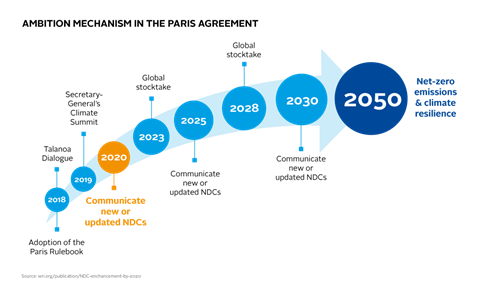 AMBITION MECHANISM IN THE PARIS AGREEMENT
Global
stocktake
Net-zero
emissions
& climate
resilience
Global
stocktake
Secretary-
General's
Climate
Summit
Talanoa
Dialogue
2018
2019
2020
2023
2025
2028
2030
2050
Communicate
new or
updated NDCs
Communicate
new or
updated NDCs
Communicate
new or
updated NDCs
Adoption of the
Paris Rulebook
Source: wri.org/publication/NDC-enchancement-by-2020